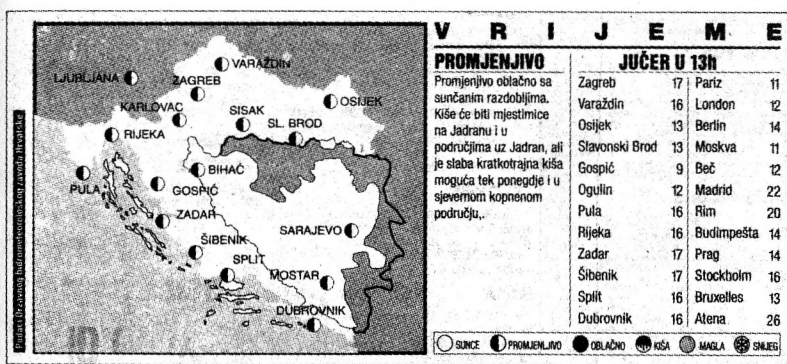 V R I J E M E
PROMJENJIVO
Promjenjivo oblačno sa
sunčanim razdobljima.
Kiše će biti mjestimice
na Jadranu i u
područjima uz Jadran, ali
je slaba kratkotrajna kiša
moguća tek ponegdje i u
sjevernom kopnenom
području,.
JUČER U 13h
Zagreb 17 Pariz 11
Varaždin 16 London 12
Osijek 13 Berlin 14
Slavonski Brod 13 Moskva 11
Gospić 9 Beč 12
Ogulin 12 Madrid 22
Pula 16 Rim 20
Rijeka 16 Budimpešta 14
Zadar 17 Prag 14
Šibenik 17 Stockholm 16
Split 16 Bruxelles 13
Dubrovnik 16 Atena 26
SUNCE PROMJENJIVO OBLAČNO KIŠA MAGLA SNIJEG
VARAŽDIN
LJUBLJANA
ZAGREB
OSIJEK
KARLOVAC
SISAK
SL. BROD
RIJEKA
BIHAĆ
PULA
GOSPIĆ
ZADAR
SARAJEVO
ŠIBENIK
SPLIT
MOSTAR
DUBROVNIK
Podaci Državnog hidrometeorološkog zavoda Hrvatske